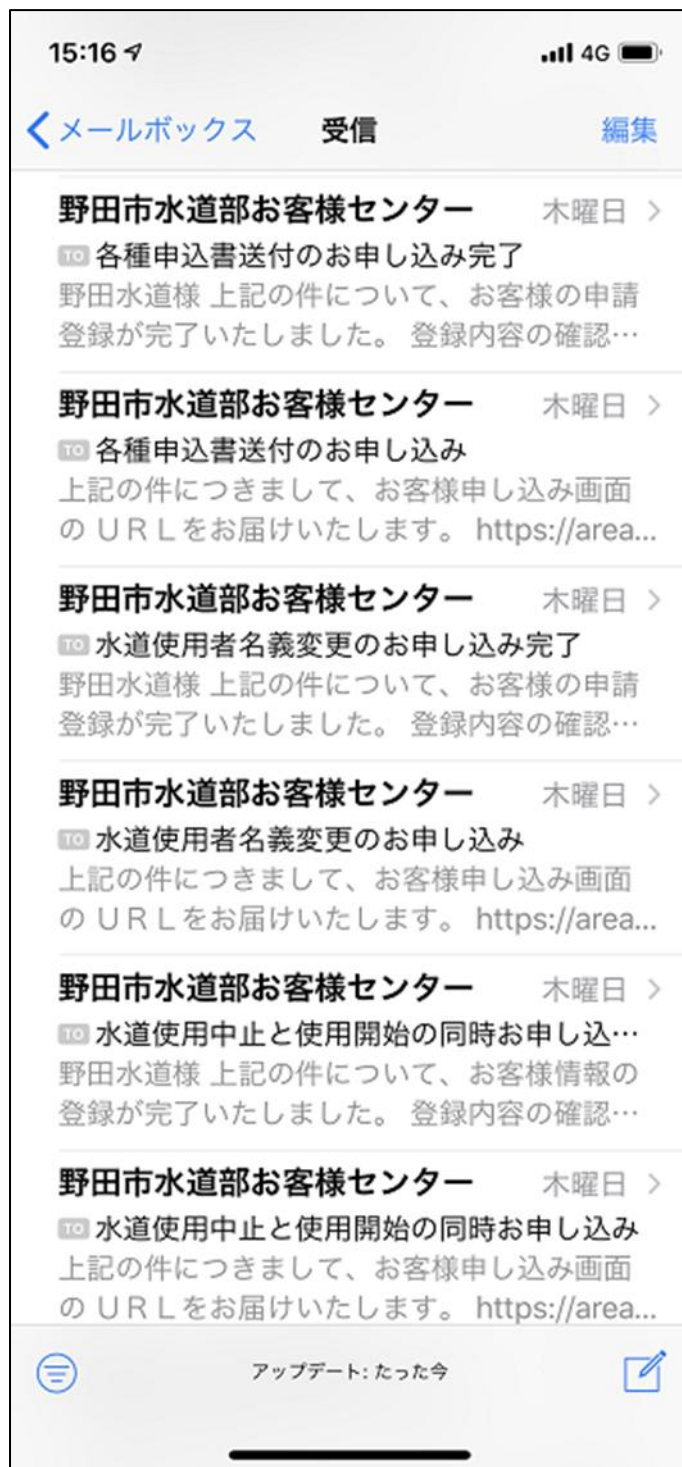 15:16
4G
メールボックス 受信 編集
野田市水道部お客様センター 木曜日
TO 各種申込書送付のお申し込み完了
野田水道様 上記の件について、お客様の申請
登録が完了いたしました。 登録内容の確認…
野田市水道部お客様センター 木曜日
TO 各種申込書送付のお申し込み
上記の件につきまして、お客様申し込み画面
の ＵＲＬをお届けいたします。 https://area...
野田市水道部お客様センター 木曜日
TO 水道使用者名義変更のお申し込み完了
野田水道様 上記の件について、お客様の申請
登録が完了いたしました。 登録内容の確認…
野田市水道部お客様センター 木曜日
TO 水道使用者名義変更のお申し込み
上記の件につきまして、お客様申し込み画面
の ＵＲＬをお届けいたします。 https://area...
野田市水道部お客様センター 木曜日
TO 水道使用中止と使用開始の同時お申し込…
野田水道様 上記の件について、お客様情報の
登録が完了いたしました。 登録内容の確認…
野田市水道部お客様センター 木曜日
TO 水道使用中止と使用開始の同時お申し込み
上記の件につきまして、お客様申し込み画面
の ＵＲＬをお届けいたします。 https://area...
アップデート: たった今